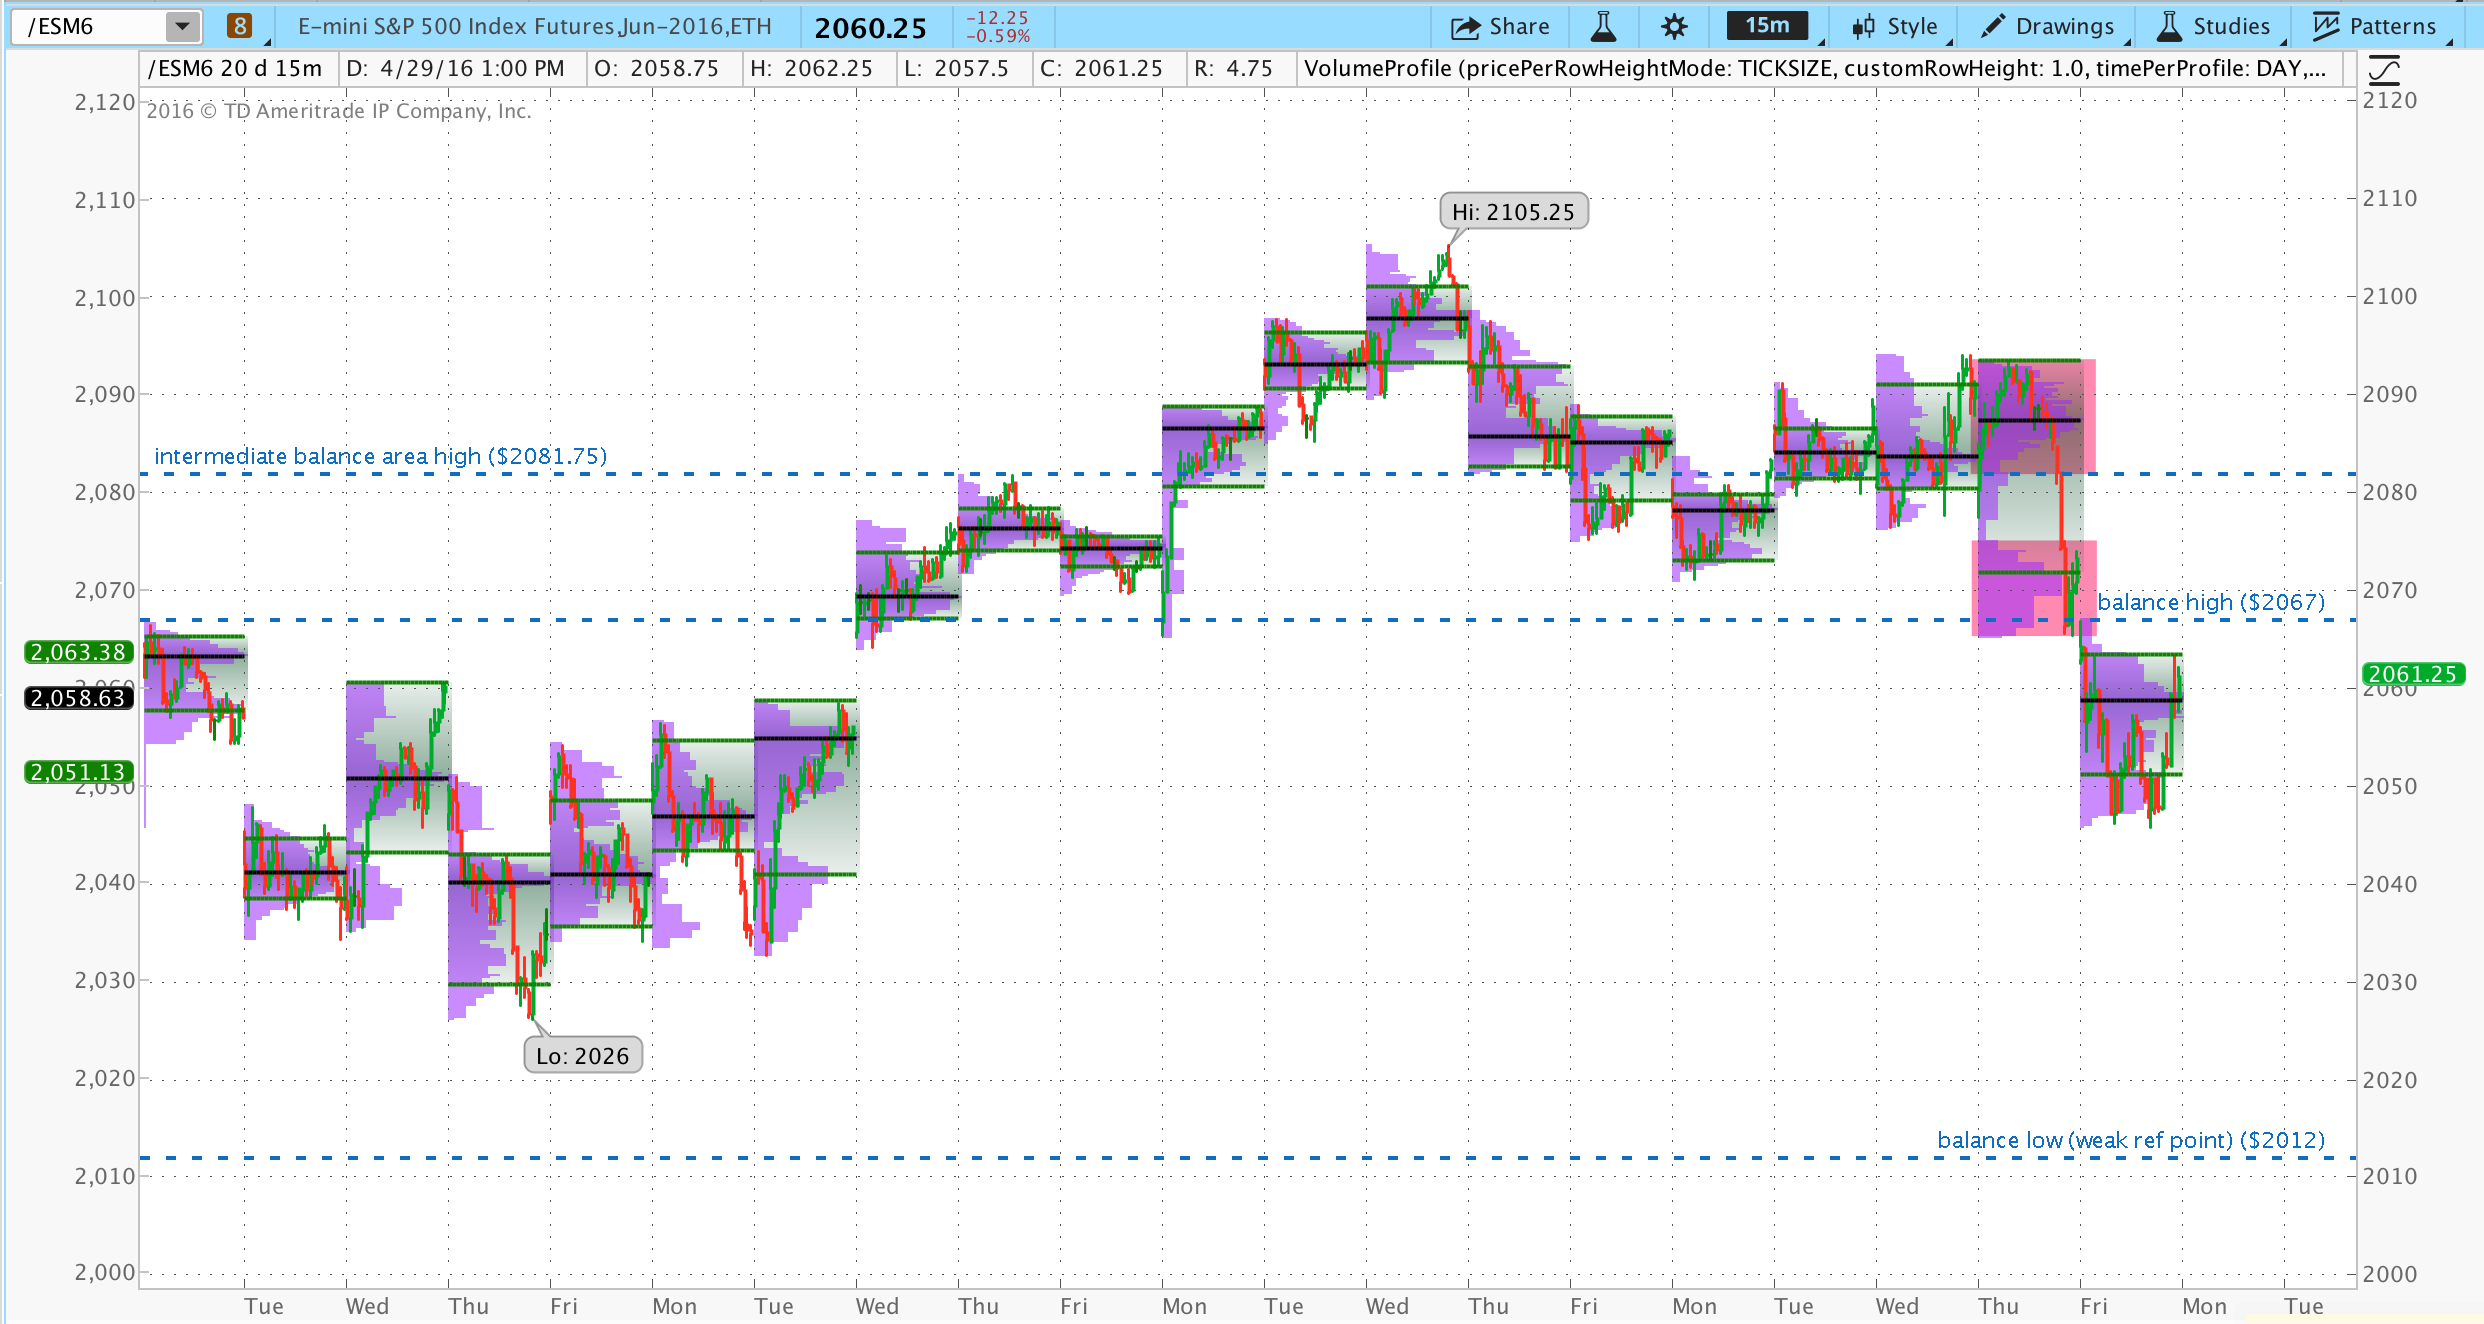 /ESM6 8 E-mini S&P 500 Index Futures,Jun-2016,ETH 2060.25 -12.25 -0.59% Share 15m Style Drawings Studies Patterns
/ESM6 20 d 15m D: 4/29/16 1:00 PM O: 2058.75 H: 2062.25 L: 2057.5 C: 2061.25 R: 4.75 VolumeProfile (pricePerRowHeightMode: TICKSIZE, customRowHeight: 1.0, timePerProfile: DAY,...
2,120 2120
2016 © TD Ameritrade IP Company, Inc.
2,110 2110
Hi: 2105.25
2,100 2100
2,090 2090
intermediate balance area high ($2081.75)
2,080 2080
2,070 2070
balance high ($2067)
2,063.38
2061.25
2,058.63
2060
2,051.13
2,050 2050
2,040 2040
2,030 2030
Lo: 2026
2,020 2020
balance low (weak ref point) ($2012)
2,010 2010
2,000 2000
Tue Wed Thu Fri Mon Tue Wed Thu Fri Mon Tue Wed Thu Fri Mon Tue Wed Thu Fri Mon Tue